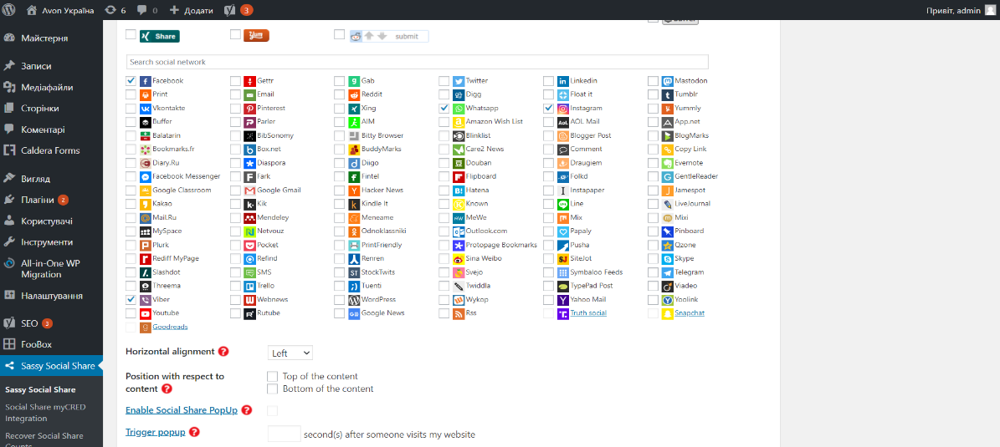 Avon Україна 6 0 Додати 3 Привіт, admin
Майстерня
Записи
Медіафайли
Сторінки
Коментарі
Caldera Forms
Вигляд
Плагіни 2
Користувачі
Інструменти
All-in-One WP
Migration
Налаштування
SEO 3
FooBox
Sassy Social Share
Sassy Social Share
Social Share myCRED
Integration
Recover Social Share
Counts
Share Yum submit
Search social network
Facebook Gettr Gab Twitter Linkedin Mastodon
Print Email Reddit Digg Float it Tumblr
Vkontakte Pinterest Xing Whatsapp Instagram Yummly
Buffer Parler AIM Amazon Wish List AOL Mail App.net
Balatarin BibSonomy Bitty Browser Blinklist Blogger Post BlogMarks
Bookmarks.fr Box.net BuddyMarks Care2 News Comment Copy Link
Diary.Ru Diaspora Diigo Douban Draugiem Evernote
Facebook Messenger Fark Fintel Flipboard Folkd GentleReader
Google Classroom Google Gmail Hacker News Hatena Instapaper Jamespot
Kakao Kik Kindle It Known Line LiveJournal
Mail.Ru Mendeley Meneame MeWe Mix Mixi
MySpace Netvouz Odnoklassniki Outlook.com Papaly Pinboard
Plurk Pocket PrintFriendly Protopage Bookmarks Pusha Qzone
Rediff MyPage Refind Renren Sina Weibo SiteJot Skype
Slashdot SMS StockTwits Svejo Symbaloo Feeds Telegram
Threema Trello Tuenti Twiddla TypePad Post Viadeo
Viber Webnews WordPress Wykop Yahoo Mail Yoolink
Youtube Rutube Google News Rss Truth social Snapchat
Goodreads
Horizontal alignment ? Left
Position with respect to
content ?
Top of the content
Bottom of the content
Enable Social Share PopUp ?
Trigger popup ? second(s) after someone visits my website